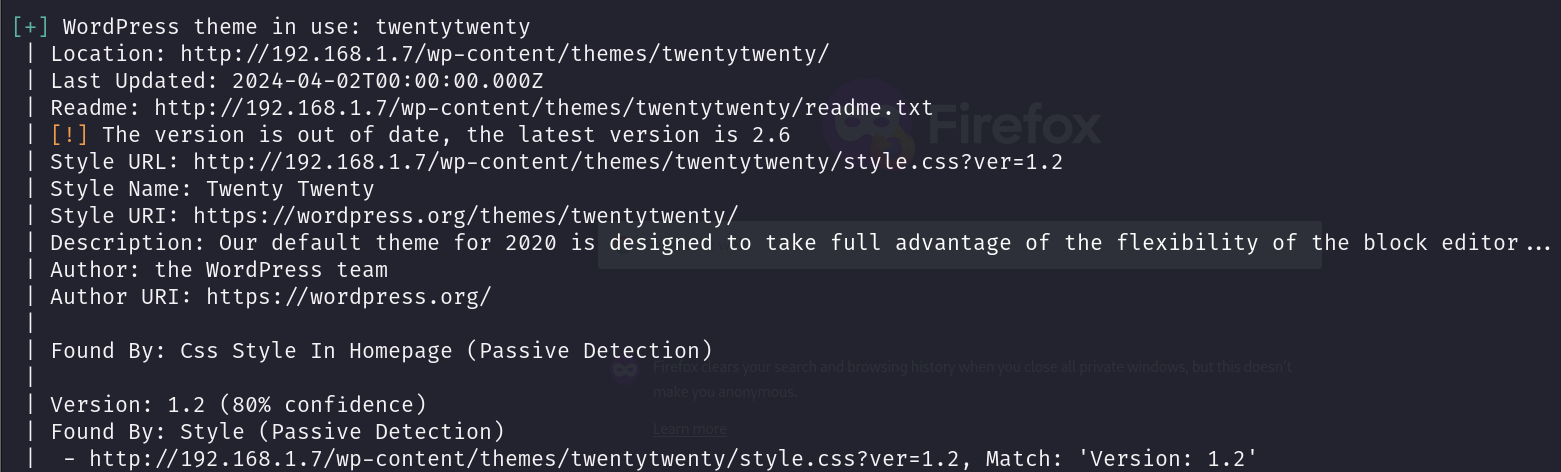 [+] WordPress theme in use: twentytwenty
| Location: http://192.168.1.7/wp-content/themes/twentytwenty/
| Last Updated: 2024-04-02T00:00:00.000Z
| Readme: http://192.168.1.7/wp-content/themes/twentytwenty/readme.txt
| [!] The version is out of date, the latest version is 2.6
| Style URL: http://192.168.1.7/wp-content/themes/twentytwenty/style.css?ver=1.2
| Style Name: Twenty Twenty
| Style URI: https://wordpress.org/themes/twentytwenty/
| Description: Our default theme for 2020 is designed to take full advantage of the flexibility of the block editor...
| Author: the WordPress team
| Author URI: https://wordpress.org/
|
| Found By: Css Style In Homepage (Passive Detection)
|
| Version: 1.2 (80% confidence)
| Found By: Style (Passive Detection)
|  - http://192.168.1.7/wp-content/themes/twentytwenty/style.css?ver=1.2, Match: 'Version: 1.2'
Firefox
Firefox clears your search and browsing history when you close all private windows, but this doesn't
make you anonymous.
Learn more